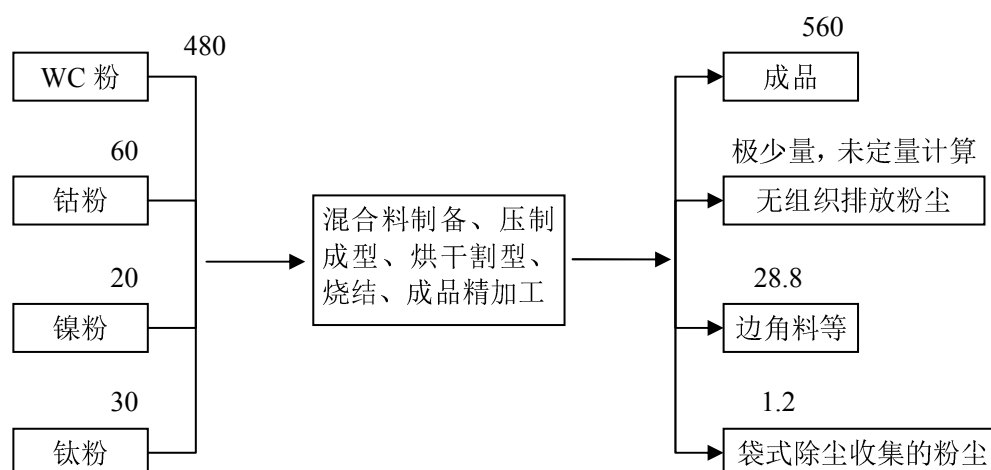 480
WC 粉
60
钴粉
20
镍粉
30
钛粉
混合料制备、压制
成型、烘干割型、
烧结、成品精加工
560
成品
极少量，未定量计算
无组织排放粉尘
28.8
边角料等
1.2
袋式除尘收集的粉尘